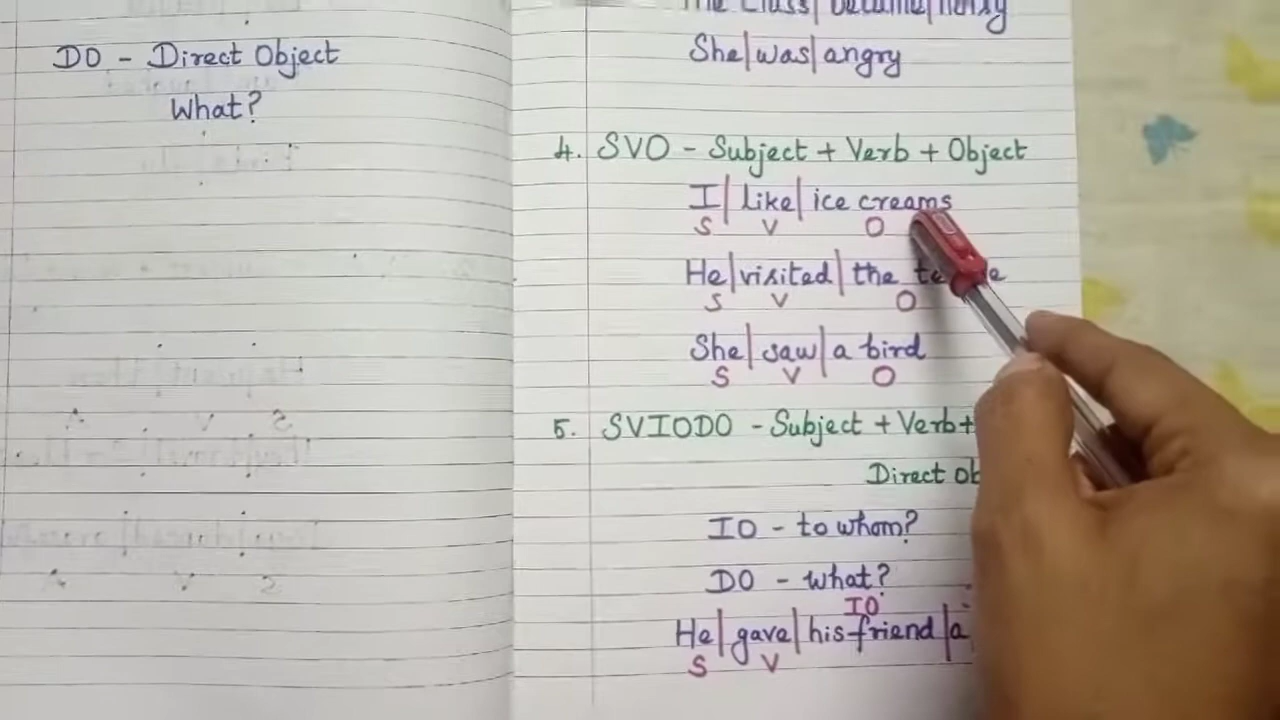 DO - Direct Object
What?
She|was|angry
4. SVO - Subject + Verb + Object
I| like| ice creams
S V O
He|visited| the
S V O
She| saw| a bird
S V O
5. SVIODO - Subject + Verb+
Direct
IO - to whom?
DO - what?
IO
He| gave| his friend |a
S V